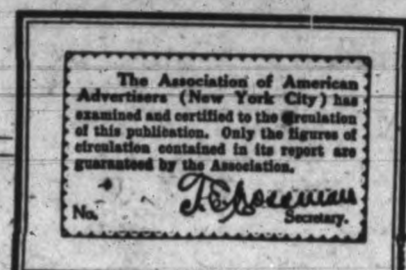 The Association of American
Advertisers (New York City) has
examined and certified to the circulation
of this publication. Only the figures of
circulation contained in its report are
guaranteed by the Association.
No.
Secretary.